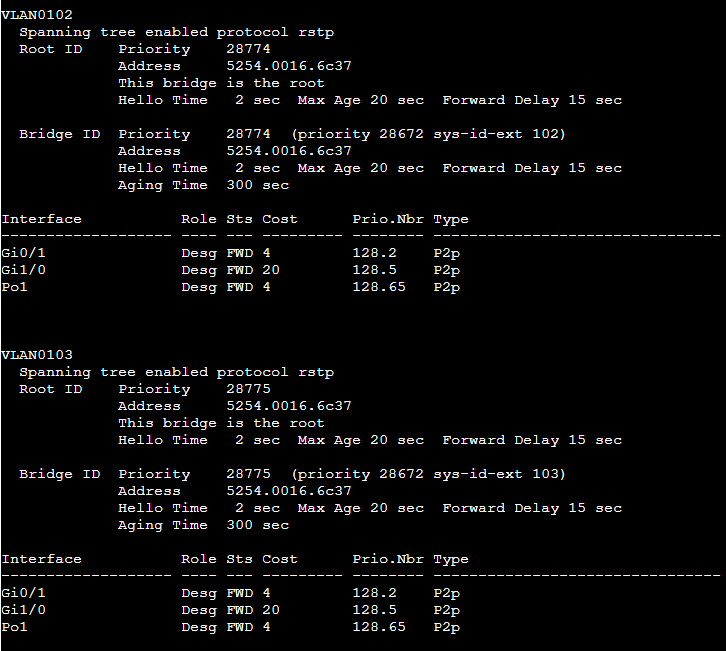 VLAN0102
  Spanning tree enabled protocol rstp
  Root ID    Priority    28774
             Address     5254.0016.6c37
             This bridge is the root
             Hello Time   2 sec  Max Age 20 sec  Forward Delay 15 sec

  Bridge ID  Priority    28774  (priority 28672 sys-id-ext 102)
             Address     5254.0016.6c37
             Hello Time   2 sec  Max Age 20 sec  Forward Delay 15 sec
             Aging Time  300 sec

Interface           Role Sts Cost      Prio.Nbr Type
------------------- ---- --- --------- -------- --------------------------------
Gi0/1               Desg FWD 4         128.2    P2p
Gi1/0               Desg FWD 20        128.5    P2p
Po1                 Desg FWD 4         128.65   P2p

VLAN0103
  Spanning tree enabled protocol rstp
  Root ID    Priority    28775
             Address     5254.0016.6c37
             This bridge is the root
             Hello Time   2 sec  Max Age 20 sec  Forward Delay 15 sec

  Bridge ID  Priority    28775  (priority 28672 sys-id-ext 103)
             Address     5254.0016.6c37
             Hello Time   2 sec  Max Age 20 sec  Forward Delay 15 sec
             Aging Time  300 sec

Interface           Role Sts Cost      Prio.Nbr Type
------------------- ---- --- --------- -------- --------------------------------
Gi0/1               Desg FWD 4         128.2    P2p
Gi1/0               Desg FWD 20        128.5    P2p
Po1                 Desg FWD 4         128.65   P2p